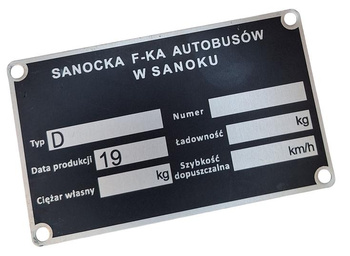 SANOCKA F-KA AUTOBUSÓW
W SANOKU
Typ D
Numer
Data produkcji 19
Ładowność kg
Ciężar własny kg
Szybkość dopuszczalna km/h